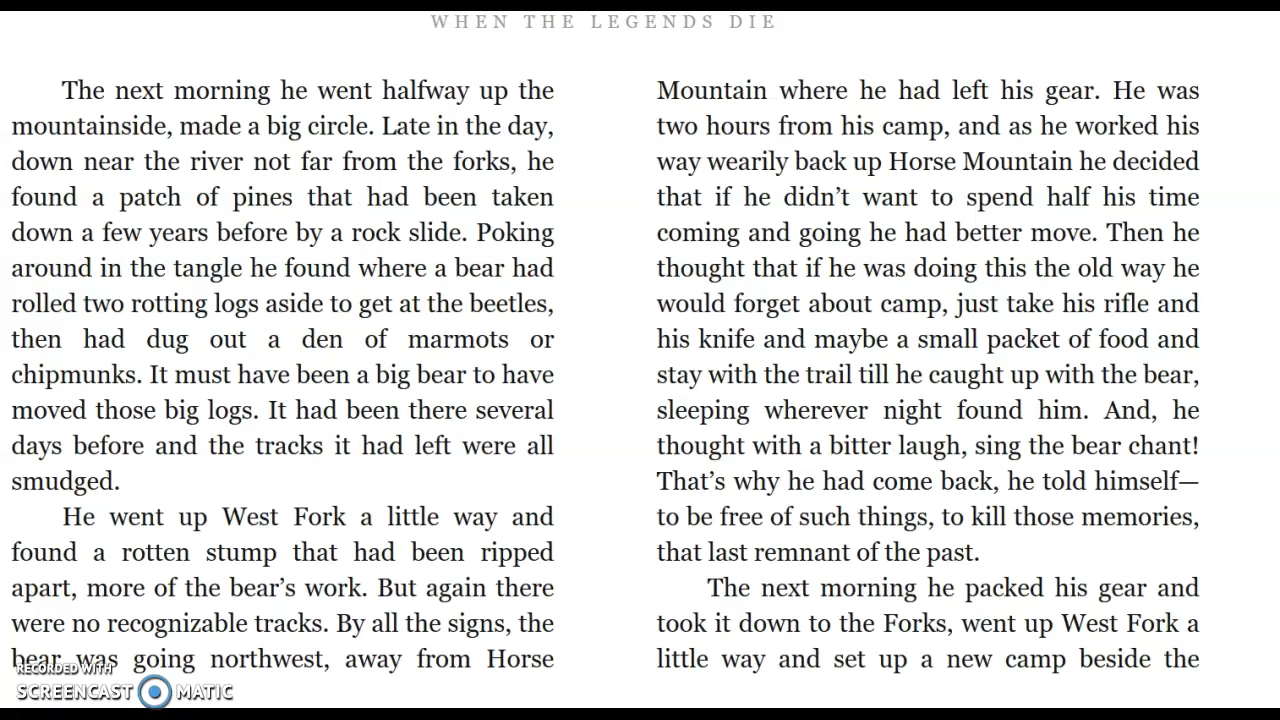 WHEN THE LEGENDS DIE
The next morning he went halfway up the
mountainside, made a big circle. Late in the day,
down near the river not far from the forks, he
found a patch of pines that had been taken
down a few years before by a rock slide. Poking
around in the tangle he found where a bear had
rolled two rotting logs aside to get at the beetles,
then had dug out a den of marmots or
chipmunks. It must have been a big bear to have
moved those big logs. It had been there several
days before and the tracks it had left were all
smudged.
He went up West Fork a little way and
found a rotten stump that had been ripped
apart, more of the bear’s work. But again there
were no recognizable tracks. By all the signs, the
bear was going northwest, away from Horse
Mountain where he had left his gear. He was
two hours from his camp, and as he worked his
way wearily back up Horse Mountain he decided
that if he didn’t want to spend half his time
coming and going he had better move. Then he
thought that if he was doing this the old way he
would forget about camp, just take his rifle and
his knife and maybe a small packet of food and
stay with the trail till he caught up with the bear,
sleeping wherever night found him. And, he
thought with a bitter laugh, sing the bear chant!
That’s why he had come back, he told himself—
to be free of such things, to kill those memories,
that last remnant of the past.
The next morning he packed his gear and
took it down to the Forks, went up West Fork a
little way and set up a new camp beside the
RECORDED WITH
SCREENCAST MATIC